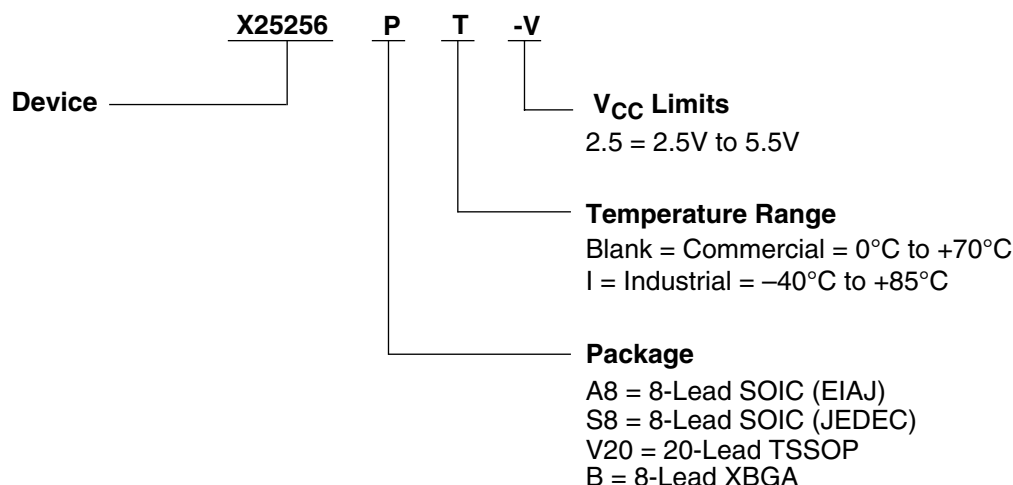 X25256 P T -V
Device
VCC Limits
2.5 = 2.5V to 5.5V
Temperature Range
Blank = Commercial = 0°C to +70°C
I = Industrial = –40°C to +85°C
Package
A8 = 8-Lead SOIC (EIAJ)
S8 = 8-Lead SOIC (JEDEC)
V20 = 20-Lead TSSOP
B = 8-Lead XBGA